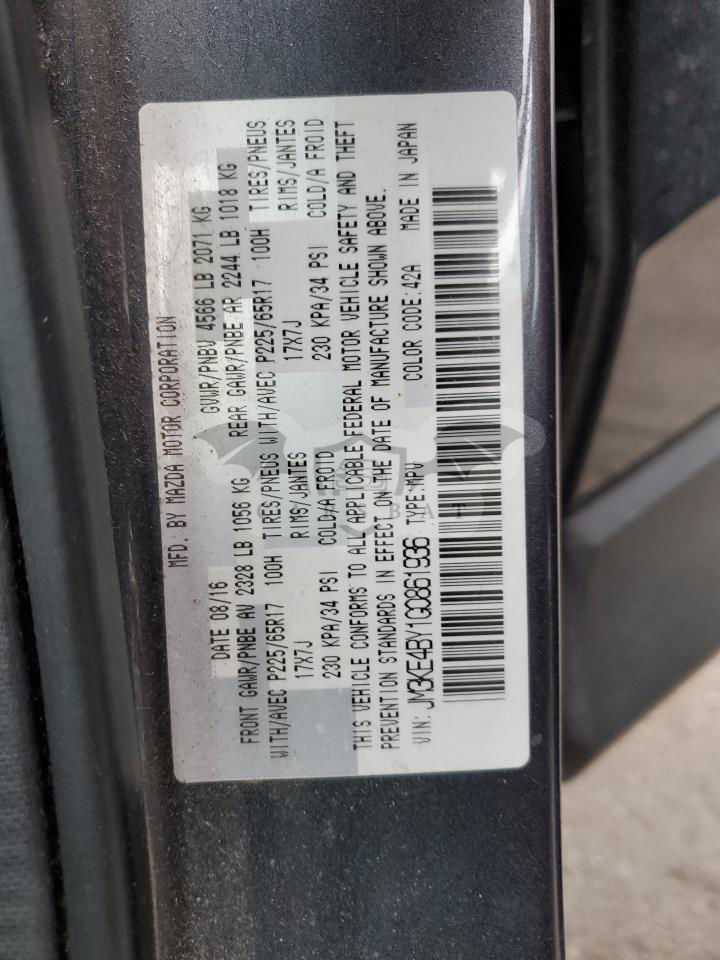 MFD. BY MAZDA MOTOR CORPORATION
DATE 08/16 GVWR/PNBV 4566 LB 2071 KG
FRONT GAWR/PNBE AV 2328 LB 1056 KG REAR GAWR/PNBE AR 2244 LB 1018 KG
WITH/AVEC P225/65R17 100H TIRES/PNEUS WITH/AVEC P225/65R17 100H TIRES/PNEUS
17X7J RIMS/JANTES 17X7J RIMS/JANTES
230 KPA/34 PSI COLD/A FROID 230 KPA/34 PSI COLD/A FROID
THIS VEHICLE CONFORMS TO ALL APPLICABLE FEDERAL MOTOR VEHICLE SAFETY AND THEFT
PREVENTION STANDARDS IN EFFECT ON THE DATE OF MANUFACTURE SHOWN ABOVE.
VIN: JM3KE4BY1G0861936 TYPE:MPV COLOR CODE:42A MADE IN JAPAN